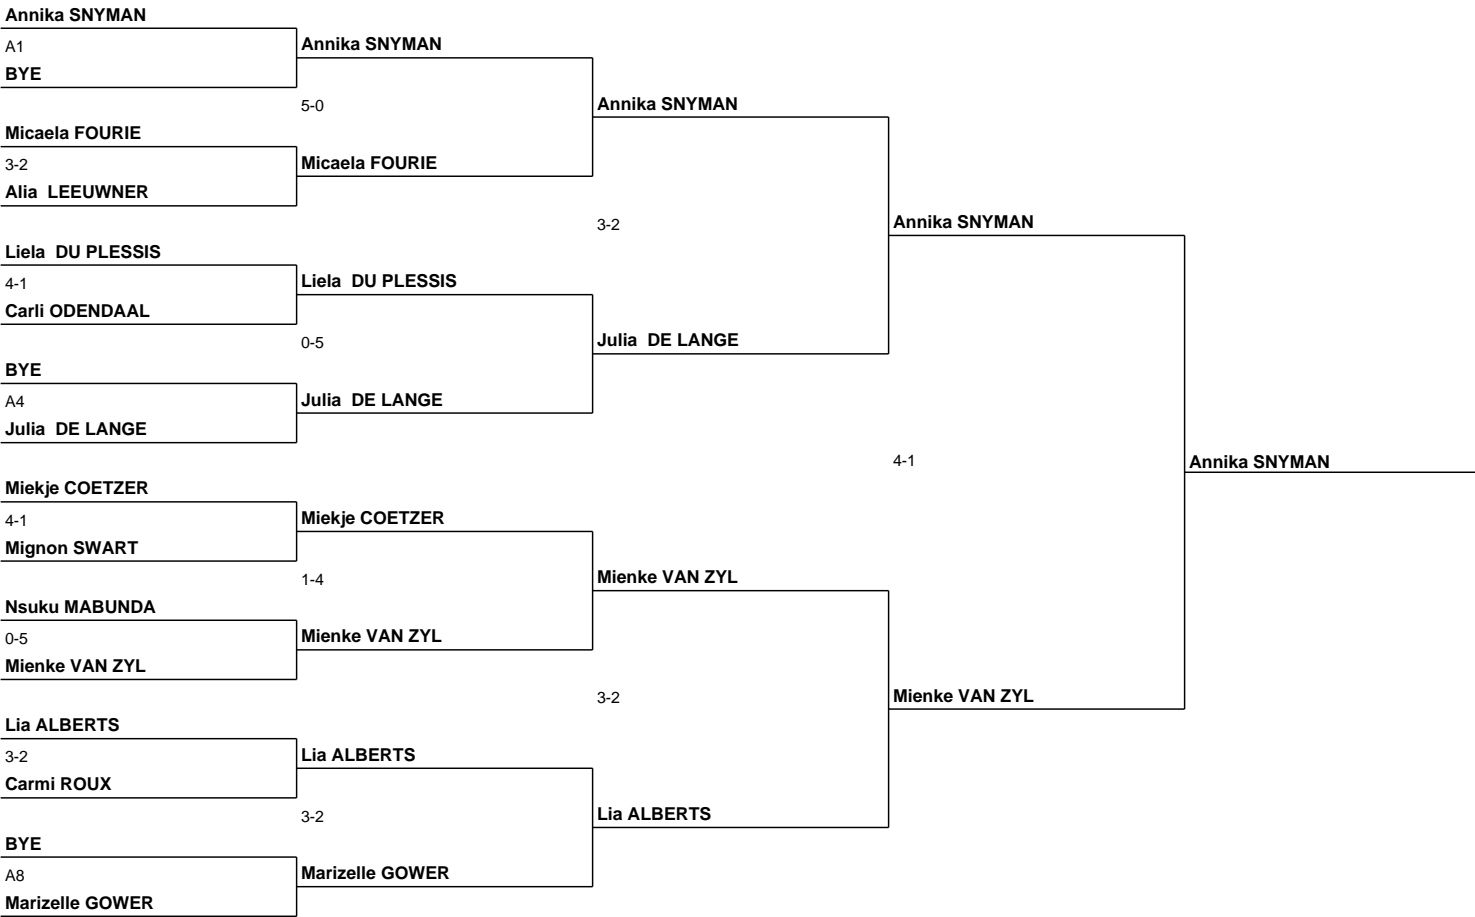 Annika SNYMAN
A1
BYE
Micaela FOURIE
3-2
Alia LEEUWNER
Liela DU PLESSIS
4-1
Carli ODENDAAL
BYE
A4
Julia DE LANGE
Miekje COETZER
4-1
Mignon SWART
Nsuku MABUNDA
0-5
Mienke VAN ZYL
Lia ALBERTS
3-2
Carmi ROUX
BYE
A8
Marizelle GOWER
Annika SNYMAN
5-0
Micaela FOURIE
Liela DU PLESSIS
0-5
Julia DE LANGE
Miekje COETZER
1-4
Mienke VAN ZYL
Lia ALBERTS
3-2
Marizelle GOWER
Annika SNYMAN
3-2
Julia DE LANGE
Mienke VAN ZYL
3-2
Lia ALBERTS
Annika SNYMAN
4-1
Mienke VAN ZYL
Annika SNYMAN